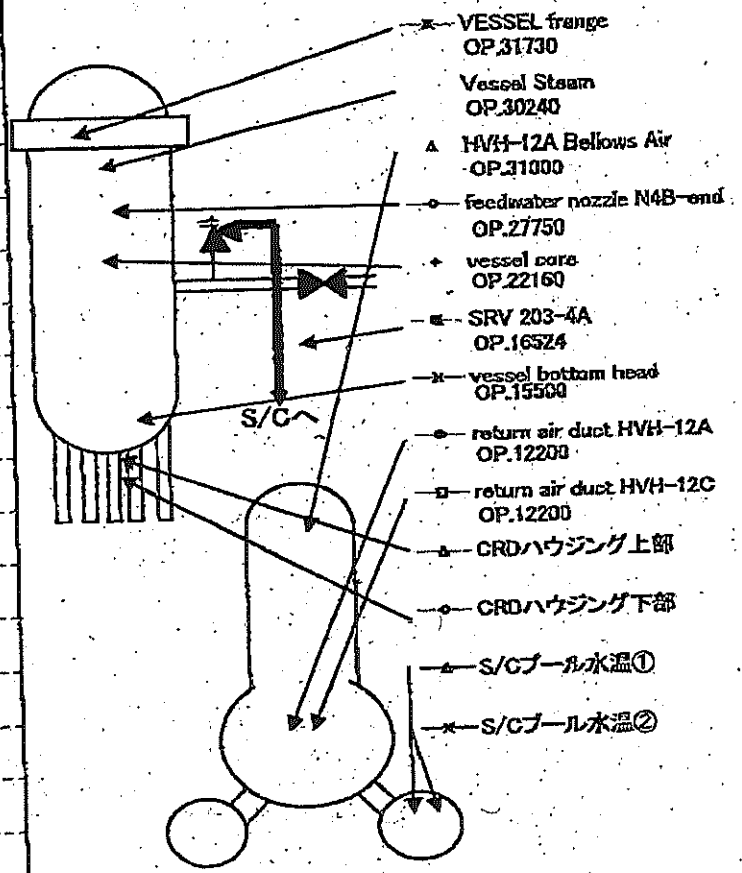 VESSEL frange
OP.31730
Vessel Steam
OP.30240
HVH-12A Bellows Air
OP.31000
feedwater nozzle N4B-end
OP.27750
vessel core
OP.22160
SRV 203-4A
OP.16524
vessel bottom head
OP.15500
S/Cへ
return air duct HVH-12A
OP.12200
return air duct HVH-12C
OP.12200
CRDハウジング上部
CRDハウジング下部
S/Cプール水温①
S/Cプール水温②